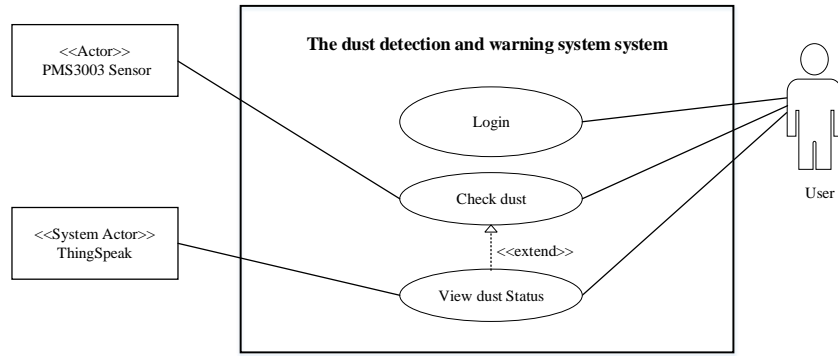 The dust detection and warning system system
<<Actor>>
PMS3003 Sensor
Login
User
Check dust
<<System Actor>>
ThingSpeak
<<extend>>
View dust Status